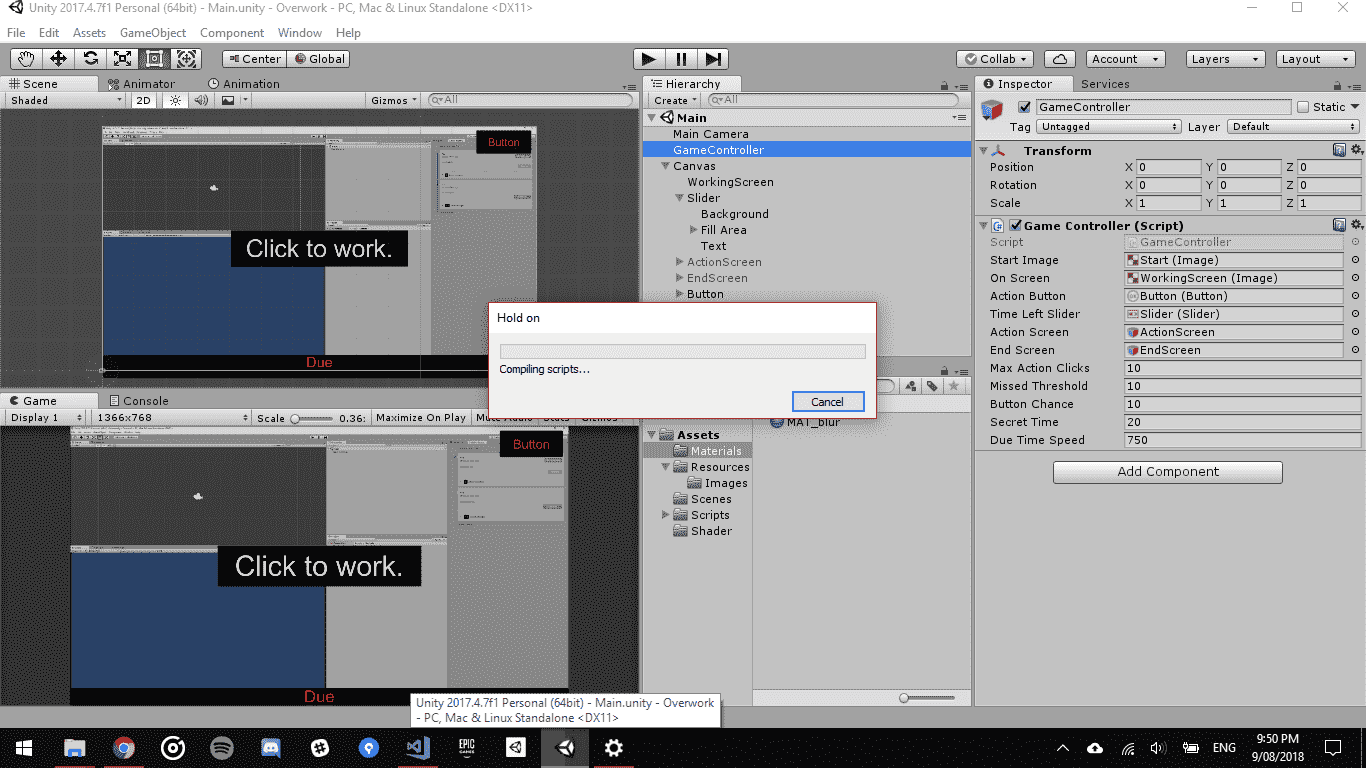 Unity 2017.4.7f1 Personal (64bit) - Main.unity - Overwork - PC, Mac & Linux Standalone <DX11>
File Edit Assets GameObject Component Window Help
Center Global
Collab Account Layers Layout
Scene Animator Animation
Shaded 2D Gizmos All
Button
Click to work.
Due
Game Console
Display 1 1366x768 Scale 0.36: Maximize On Play
Button
Click to work.
Due
Hierarchy
Create All
Main
Main Camera
GameController
Canvas
WorkingScreen
Slider
Background
Fill Area
Text
ActionScreen
EndScreen
Button
Hold on
Compiling scripts...
Cancel
MAT_blur
Assets
Materials
Resources
Images
Scenes
Scripts
Shader
Inspector Services
GameController Static
Tag Untagged Layer Default
Transform
Position X 0 Y 0 Z 0
Rotation X 0 Y 0 Z 0
Scale X 1 Y 1 Z 1
Game Controller (Script)
Script GameController
Start Image Start (Image)
On Screen WorkingScreen (Image)
Action Button Button (Button)
Time Left Slider Slider (Slider)
Action Screen ActionScreen
End Screen EndScreen
Max Action Clicks 10
Missed Threshold 10
Button Chance 10
Secret Time 20
Due Time Speed 750
Add Component
Unity 2017.4.7f1 Personal (64bit) - Main.unity - Overwork
- PC, Mac & Linux Standalone <DX11>
EPIC
GAMES
ENG
9:50 PM
9/08/2018